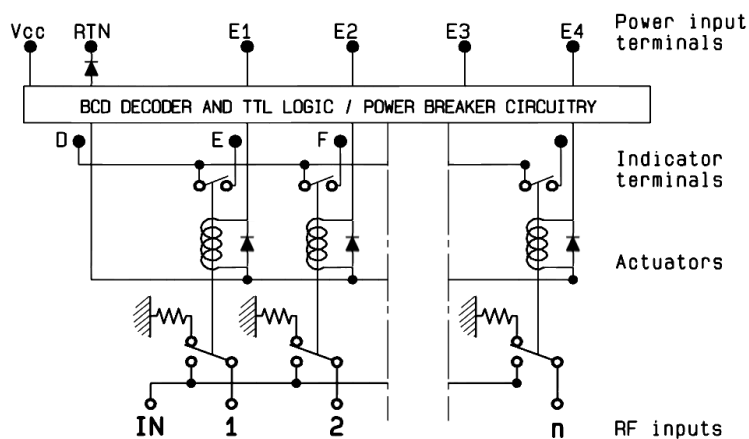 Vcc RTN E1 E2 E3 E4 Power input
terminals
BCD DECODER AND TTL LOGIC / POWER BREAKER CIRCUITRY
D E F Indicator
terminals
Actuators
IN 1 2 n RF inputs